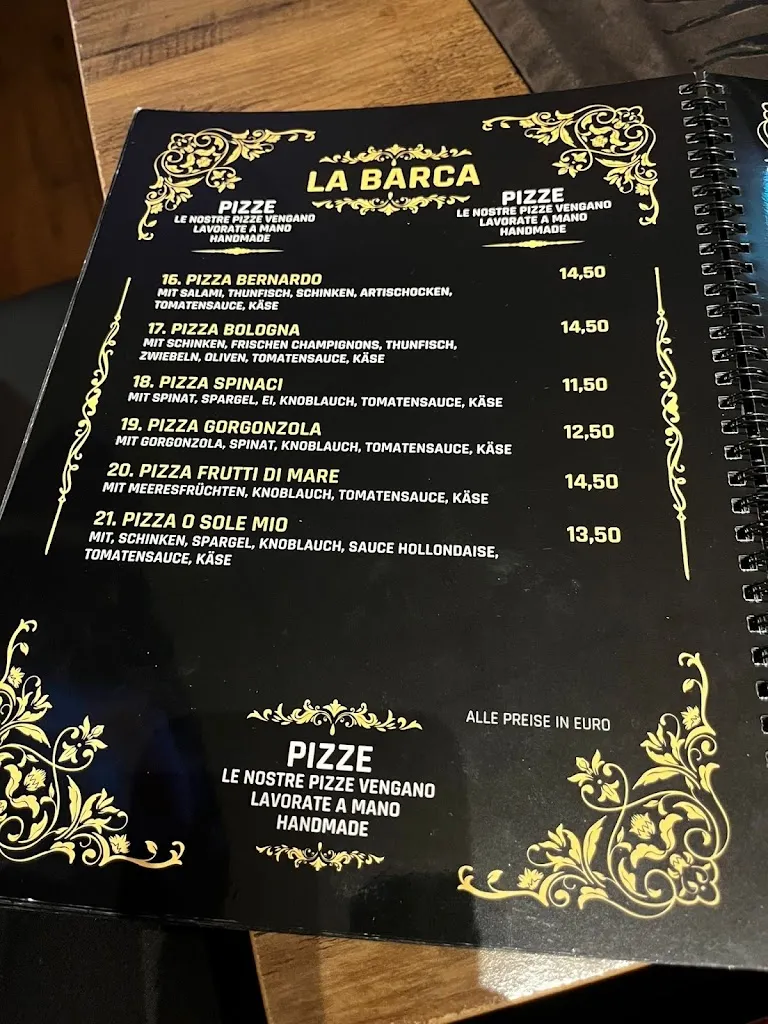 LA BARCA
PIZZE
LE NOSTRE PIZZE VENGANO
LAVORATE A MANO
HANDMADE
PIZZE
LE NOSTRE PIZZE VENGANO
LAVORATE A MANO
HANDMADE
16. PIZZA BERNARDO 14,50
MIT SALAMI, THUNFISCH, SCHINKEN, ARTISCHOCKEN,
TOMATENSAUCE, KÄSE
17. PIZZA BOLOGNA 14,50
MIT SCHINKEN, FRISCHEN CHAMPIGNONS, THUNFISCH,
ZWIEBELN, OLIVEN, TOMATENSAUCE, KÄSE
18. PIZZA SPINACI 11,50
MIT SPINAT, SPARGEL, EI, KNOBLAUCH, TOMATENSAUCE, KÄSE
19. PIZZA GORGONZOLA 12,50
MIT GORGONZOLA, SPINAT, KNOBLAUCH, TOMATENSAUCE, KÄSE
20. PIZZA FRUTTI DI MARE 14,50
MIT MEERESFRÜCHTEN, KNOBLAUCH, TOMATENSAUCE, KÄSE
21. PIZZA O SOLE MIO 13,50
MIT, SCHINKEN, SPARGEL, KNOBLAUCH, SAUCE HOLLONDAISE,
TOMATENSAUCE, KÄSE
ALLE PREISE IN EURO
PIZZE
LE NOSTRE PIZZE VENGANO
LAVORATE A MANO
HANDMADE